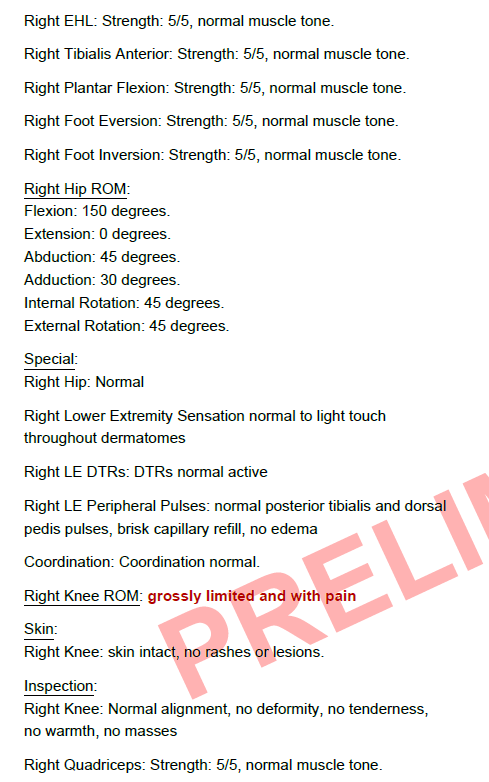 Right EHL: Strength: 5/5, normal muscle tone.
Right Tibialis Anterior: Strength: 5/5, normal muscle tone.
Right Plantar Flexion: Strength: 5/5, normal muscle tone.
Right Foot Eversion: Strength: 5/5, normal muscle tone.
Right Foot Inversion: Strength: 5/5, normal muscle tone.
Right Hip ROM:
Flexion: 150 degrees.
Extension: 0 degrees.
Abduction: 45 degrees.
Adduction: 30 degrees.
Internal Rotation: 45 degrees.
External Rotation: 45 degrees.
Special:
Right Hip: Normal
Right Lower Extremity Sensation normal to light touch
throughout dermatomes
Right LE DTRs: DTRs normal active
Right LE Peripheral Pulses: normal posterior tibialis and dorsal
pedis pulses, brisk capillary refill, no edema
Coordination: Coordination normal.
Right Knee ROM: grossly limited and with pain
Skin:
Right Knee: skin intact, no rashes or lesions.
Inspection:
Right Knee: Normal alignment, no deformity, no tenderness,
no warmth, no masses
Right Quadriceps: Strength: 5/5, normal muscle tone.
PRELI